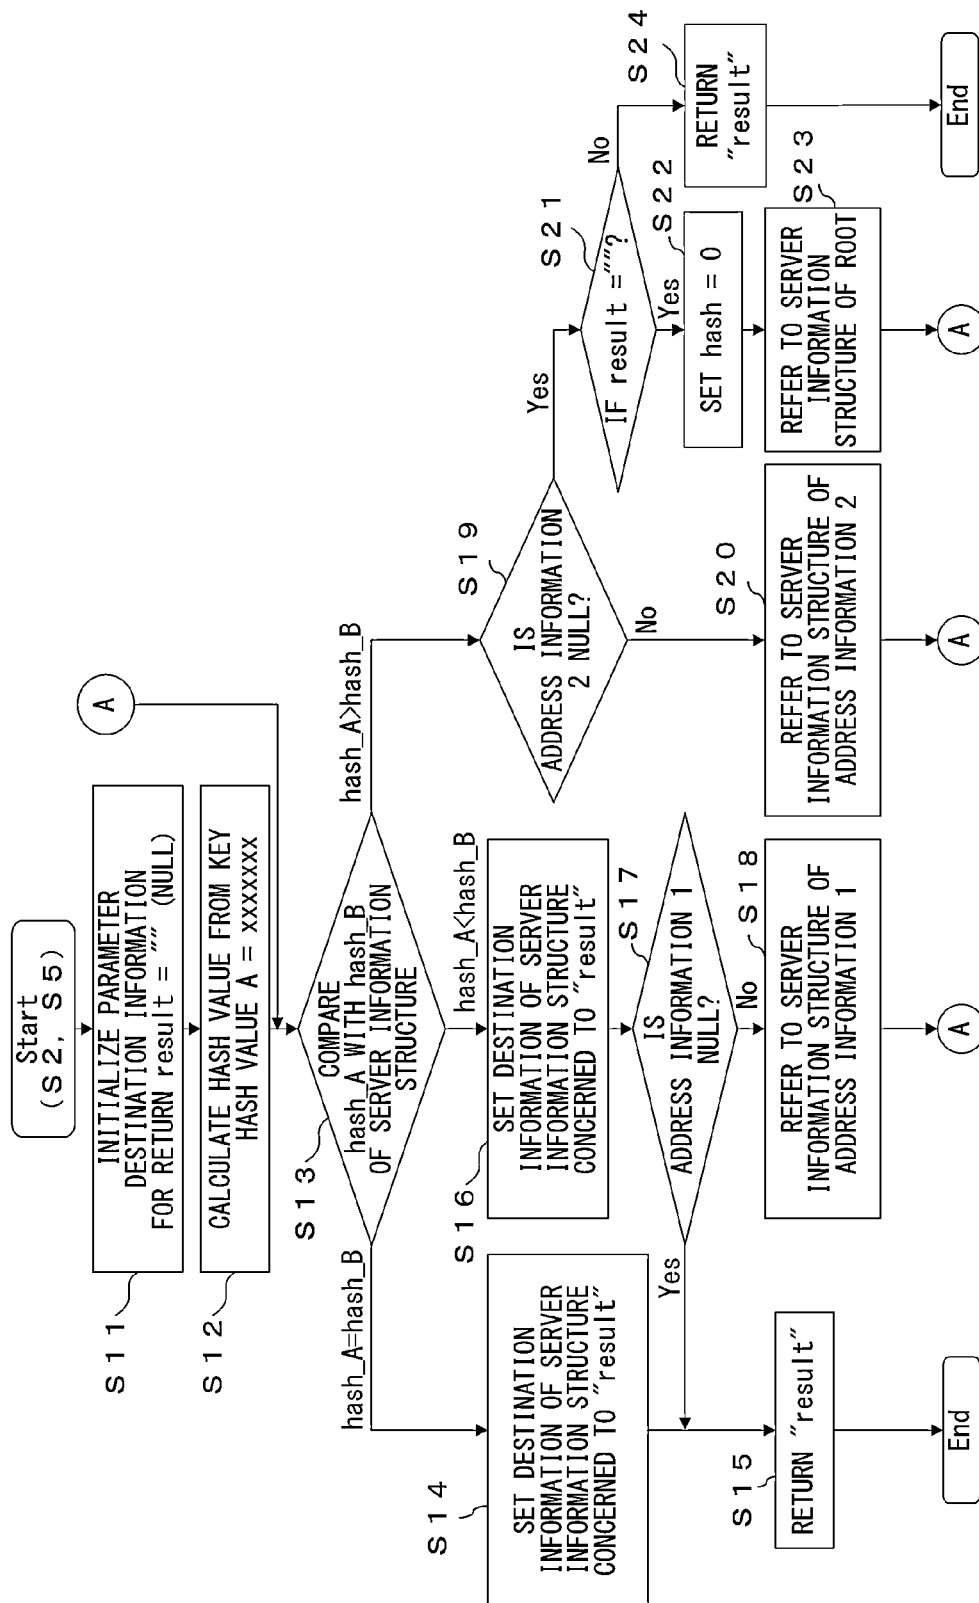 Start
(S2, S5)
S11
INITIALIZE PARAMETER
DESTINATION INFORMATION
FOR RETURN result = "" (NULL)
S12
CALCULATE HASH VALUE FROM KEY
HASH VALUE A = xxxxxxx
A
S13
COMPARE
hash_A WITH hash_B
OF SERVER INFORMATION
STRUCTURE
hash_A=hash_B
hash_A<hash_B
hash_A>hash_B
S14
SET DESTINATION
INFORMATION OF SERVER
INFORMATION STRUCTURE
CONCERNED TO "result"
S16
SET DESTINATION
INFORMATION OF SERVER
INFORMATION STRUCTURE
CONCERNED TO "result"
S19
IS
ADDRESS INFORMATION
2 NULL?
Yes
No
S21
IF result =""?
No
Yes
S17
IS
ADDRESS INFORMATION 1
NULL?
Yes
No
S22
SET hash = 0
S24
RETURN
"result"
S15
RETURN "result"
S18
REFER TO SERVER
INFORMATION STRUCTURE OF
ADDRESS INFORMATION 1
S20
REFER TO SERVER
INFORMATION STRUCTURE OF
ADDRESS INFORMATION 2
S23
REFER TO SERVER
INFORMATION
STRUCTURE OF ROOT
End
A
A
A
End